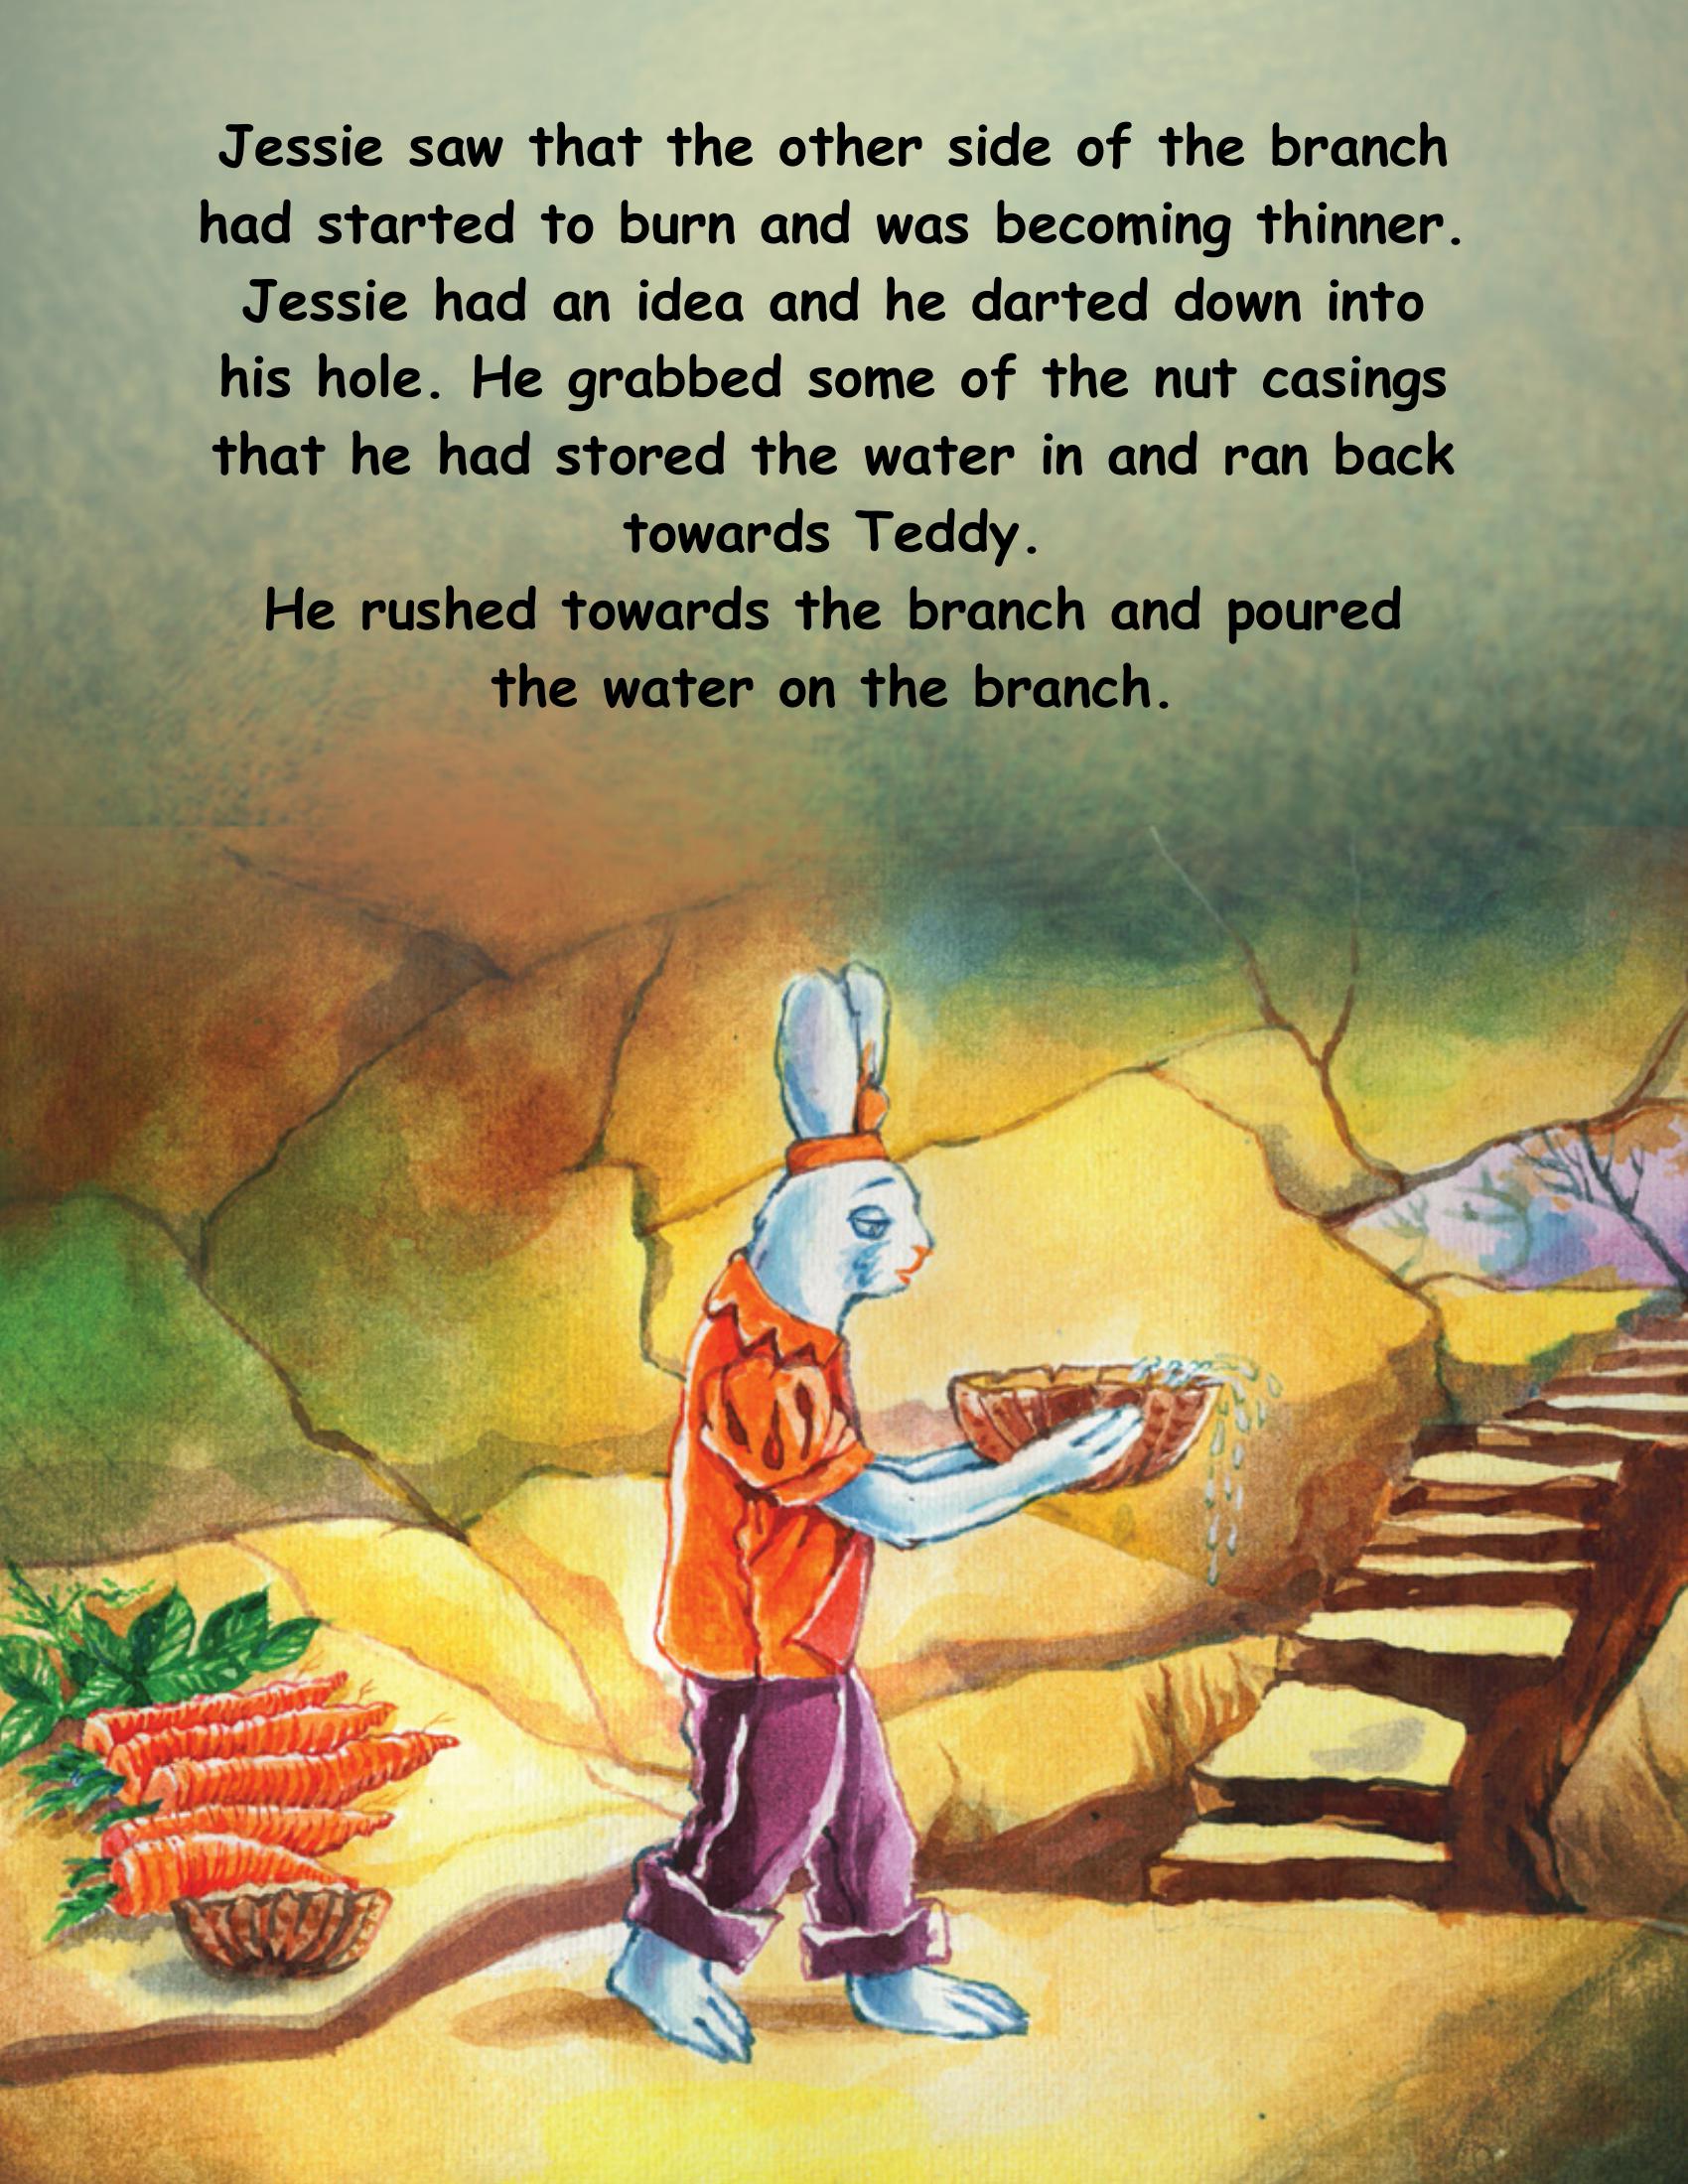 Jessie saw that the other side of the branch
had started to burn and was becoming thinner.
Jessie had an idea and he darted down into
his hole. He grabbed some of the nut casings
that he had stored the water in and ran back
towards Teddy.
He rushed towards the branch and poured
the water on the branch.